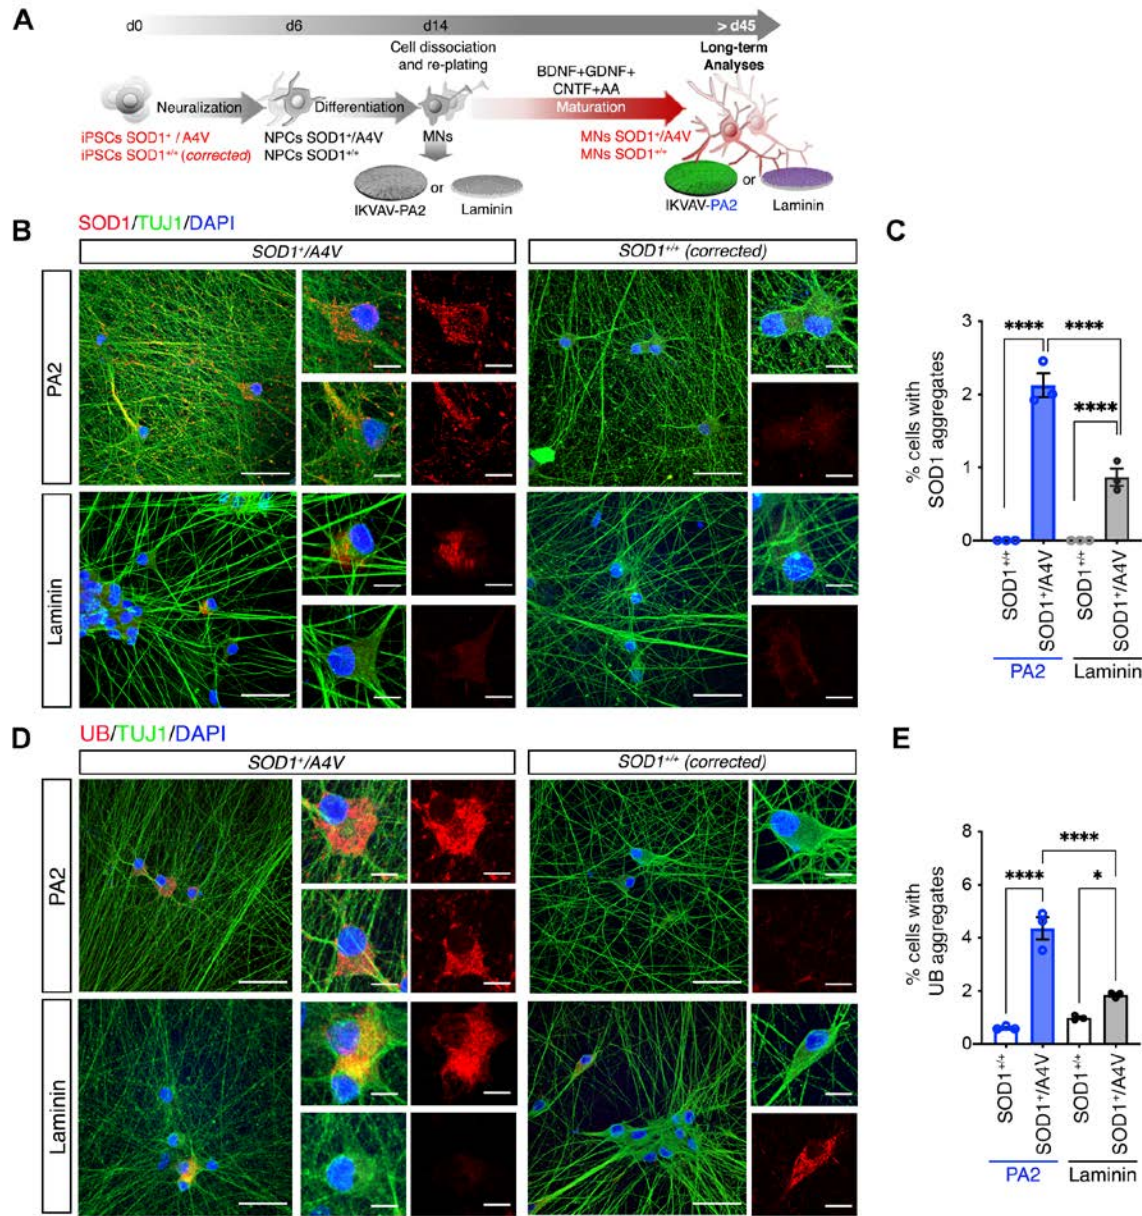 A
d0 d6 d14 > d45
Cell dissociation
and re-plating
Long-term
Analyses
BDNF+GDNF+
CNTF+AA
Neuralization
Differentiation
Maturation
iPSCs SOD1⁺ / A4V
iPSCs SOD1⁺/⁺ (corrected)
NPCs SOD1⁺/A4V
NPCs SOD1⁺/⁺
MNs
MNs SOD1⁺/A4V
MNs SOD1⁺/⁺
or
or
IKVAV-PA2
Laminin
IKVAV-PA2
Laminin
B
SOD1/TUJ1/DAPI
SOD1⁺/A4V
SOD1⁺/⁺ (corrected)
PA2
Laminin
C
% cells with
SOD1 aggregates
3
2
1
0
****
****
****
SOD1⁺/⁺
SOD1⁺/A4V
SOD1⁺/⁺
SOD1⁺/A4V
PA2
Laminin
D
UB/TUJ1/DAPI
SOD1⁺/A4V
SOD1⁺/⁺ (corrected)
PA2
Laminin
E
% cells with
UB aggregates
8
6
4
2
0
****
****
*
SOD1⁺/⁺
SOD1⁺/A4V
SOD1⁺/⁺
SOD1⁺/A4V
PA2
Laminin